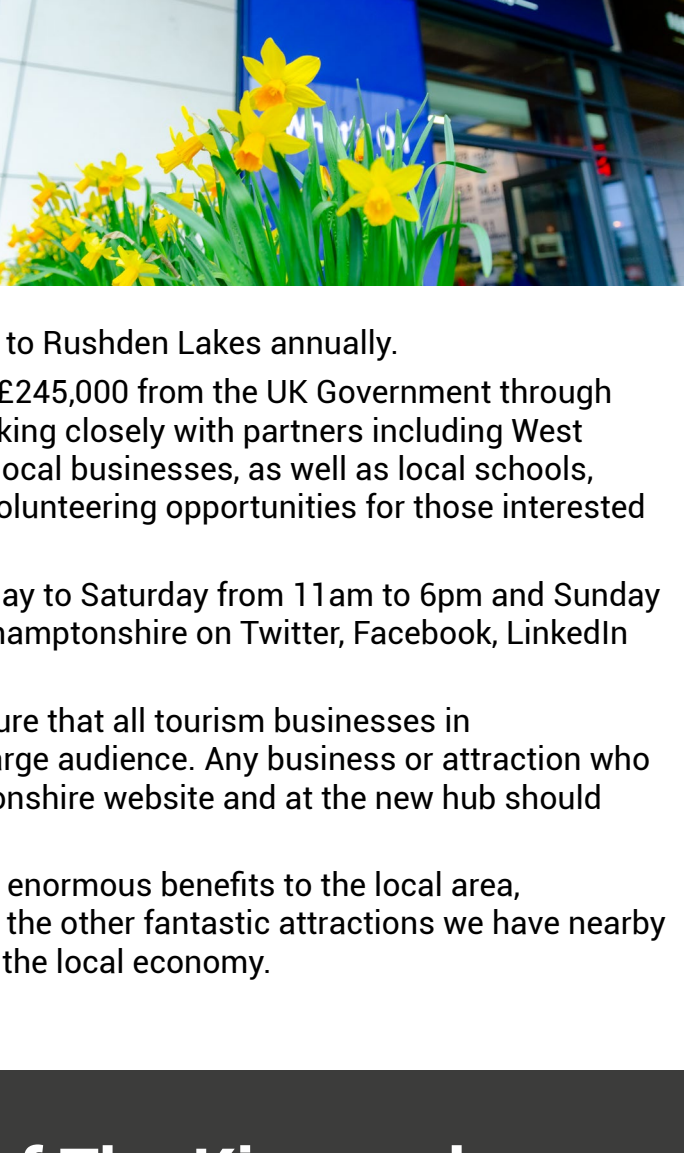 What's on
to Rushden Lakes annually.
£245,000 from the UK Government through
king closely with partners including West
ocal businesses, as well as local schools,
olunteering opportunities for those interested
ay to Saturday from 11am to 6pm and Sunday
hamptonshire on Twitter, Facebook, LinkedIn
ure that all tourism businesses in
arge audience. Any business or attraction who
onshire website and at the new hub should
enormous benefits to the local area,
the other fantastic attractions we have nearby
the local economy.